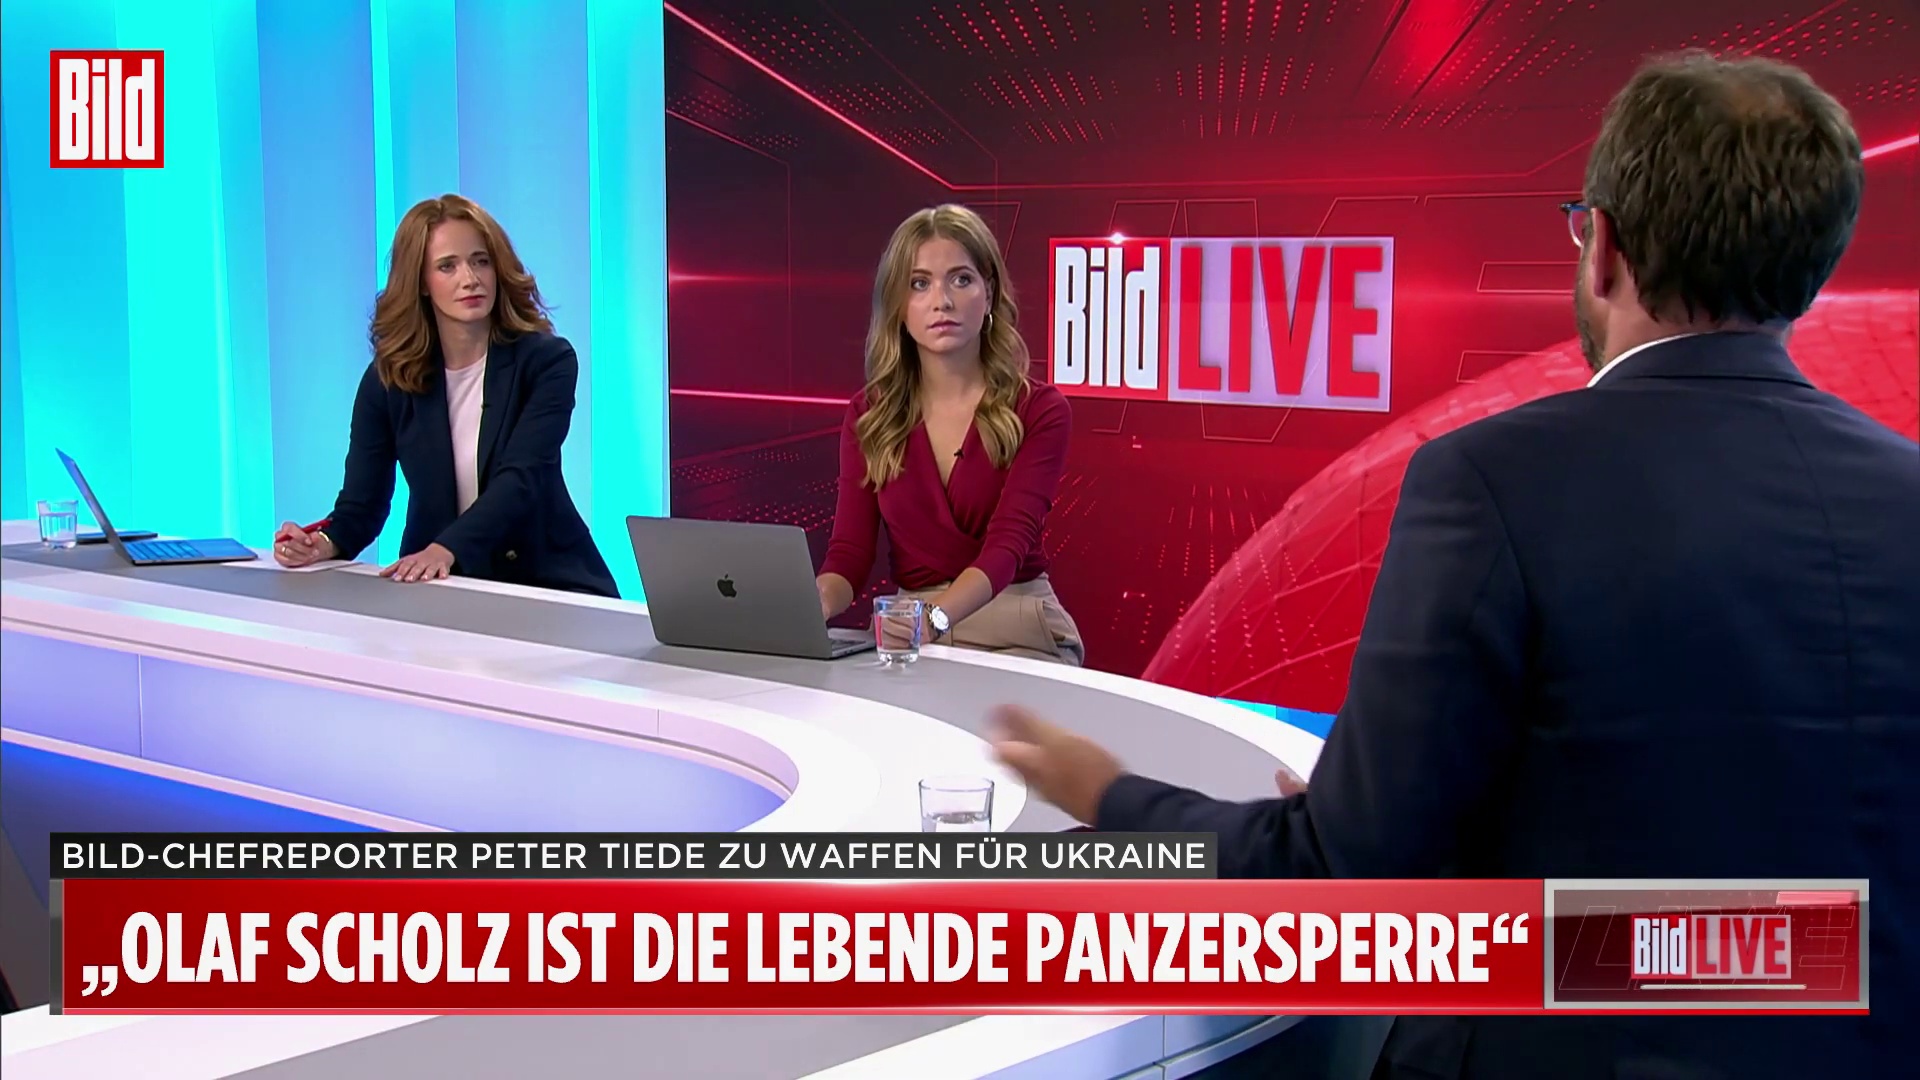 Bild
Bild LIVE
BILD-CHEFREPORTER PETER TIEDE ZU WAFFEN FÜR UKRAINE
„OLAF SCHOLZ IST DIE LEBENDE PANZERSPERRE“
Bild LIVE